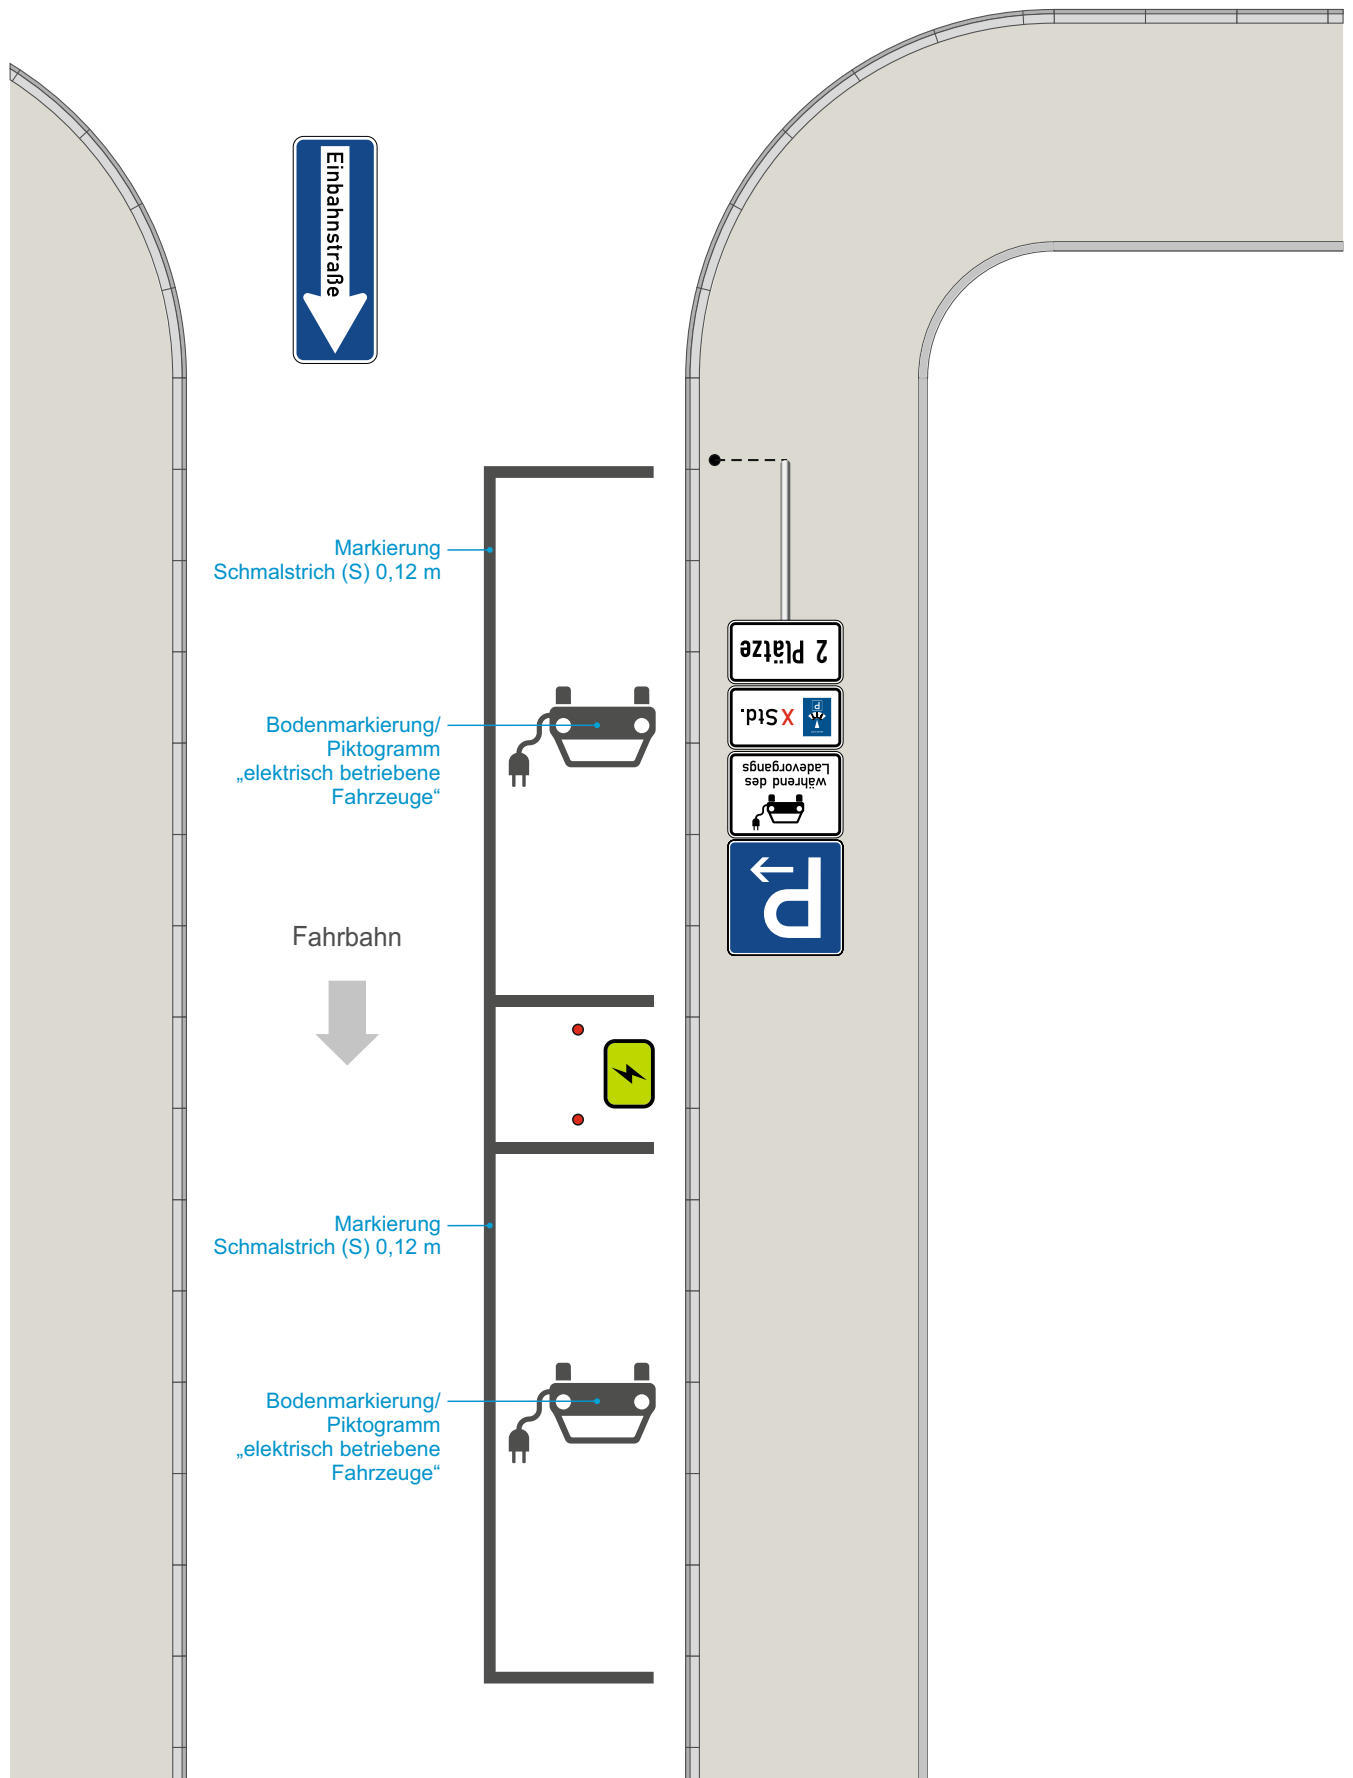 Einbahnstraße
Markierung
Schmalstrich (S) 0,12 m
2 Plätze
X Std.
P
während des
Ladevorgangs
P
Bodenmarkierung/
Piktogramm
„elektrisch betriebene
Fahrzeuge“
Fahrbahn
Markierung
Schmalstrich (S) 0,12 m
Bodenmarkierung/
Piktogramm
„elektrisch betriebene
Fahrzeuge“